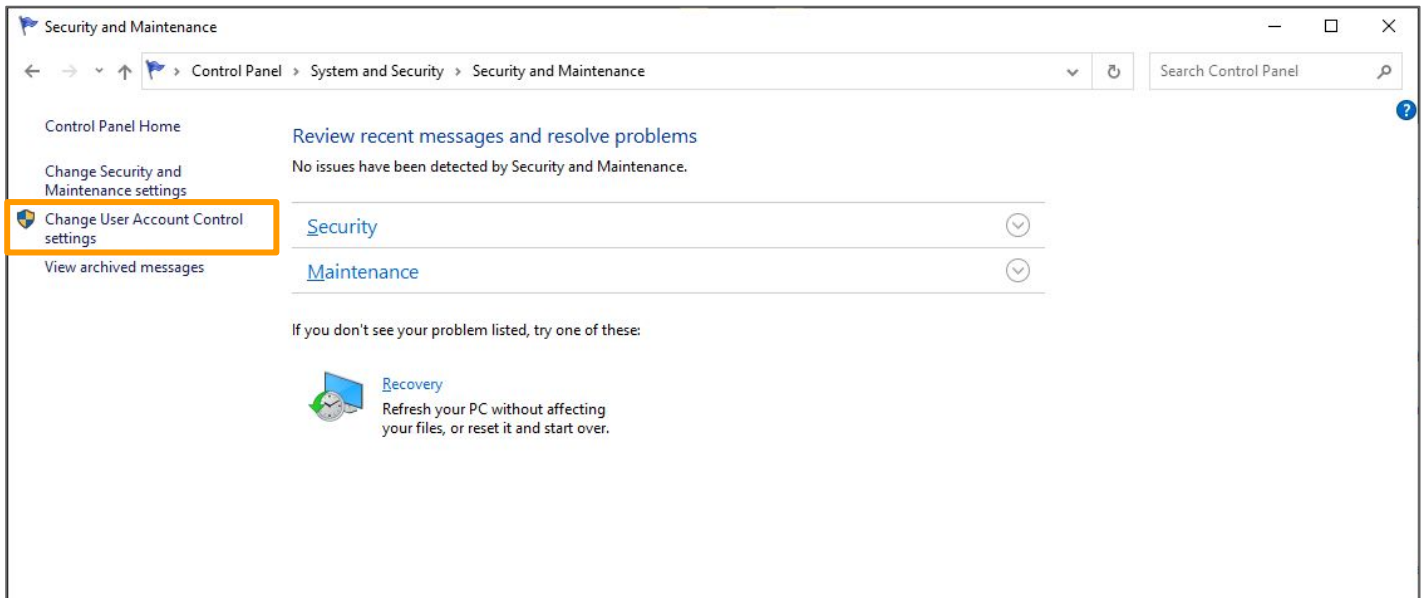 Security and Maintenance
Control Panel > System and Security > Security and Maintenance
Search Control Panel
Control Panel Home
Change Security and
Maintenance settings
Change User Account Control
settings
View archived messages
Review recent messages and resolve problems
No issues have been detected by Security and Maintenance.
Security
Maintenance
If you don't see your problem listed, try one of these:
Recovery
Refresh your PC without affecting
your files, or reset it and start over.